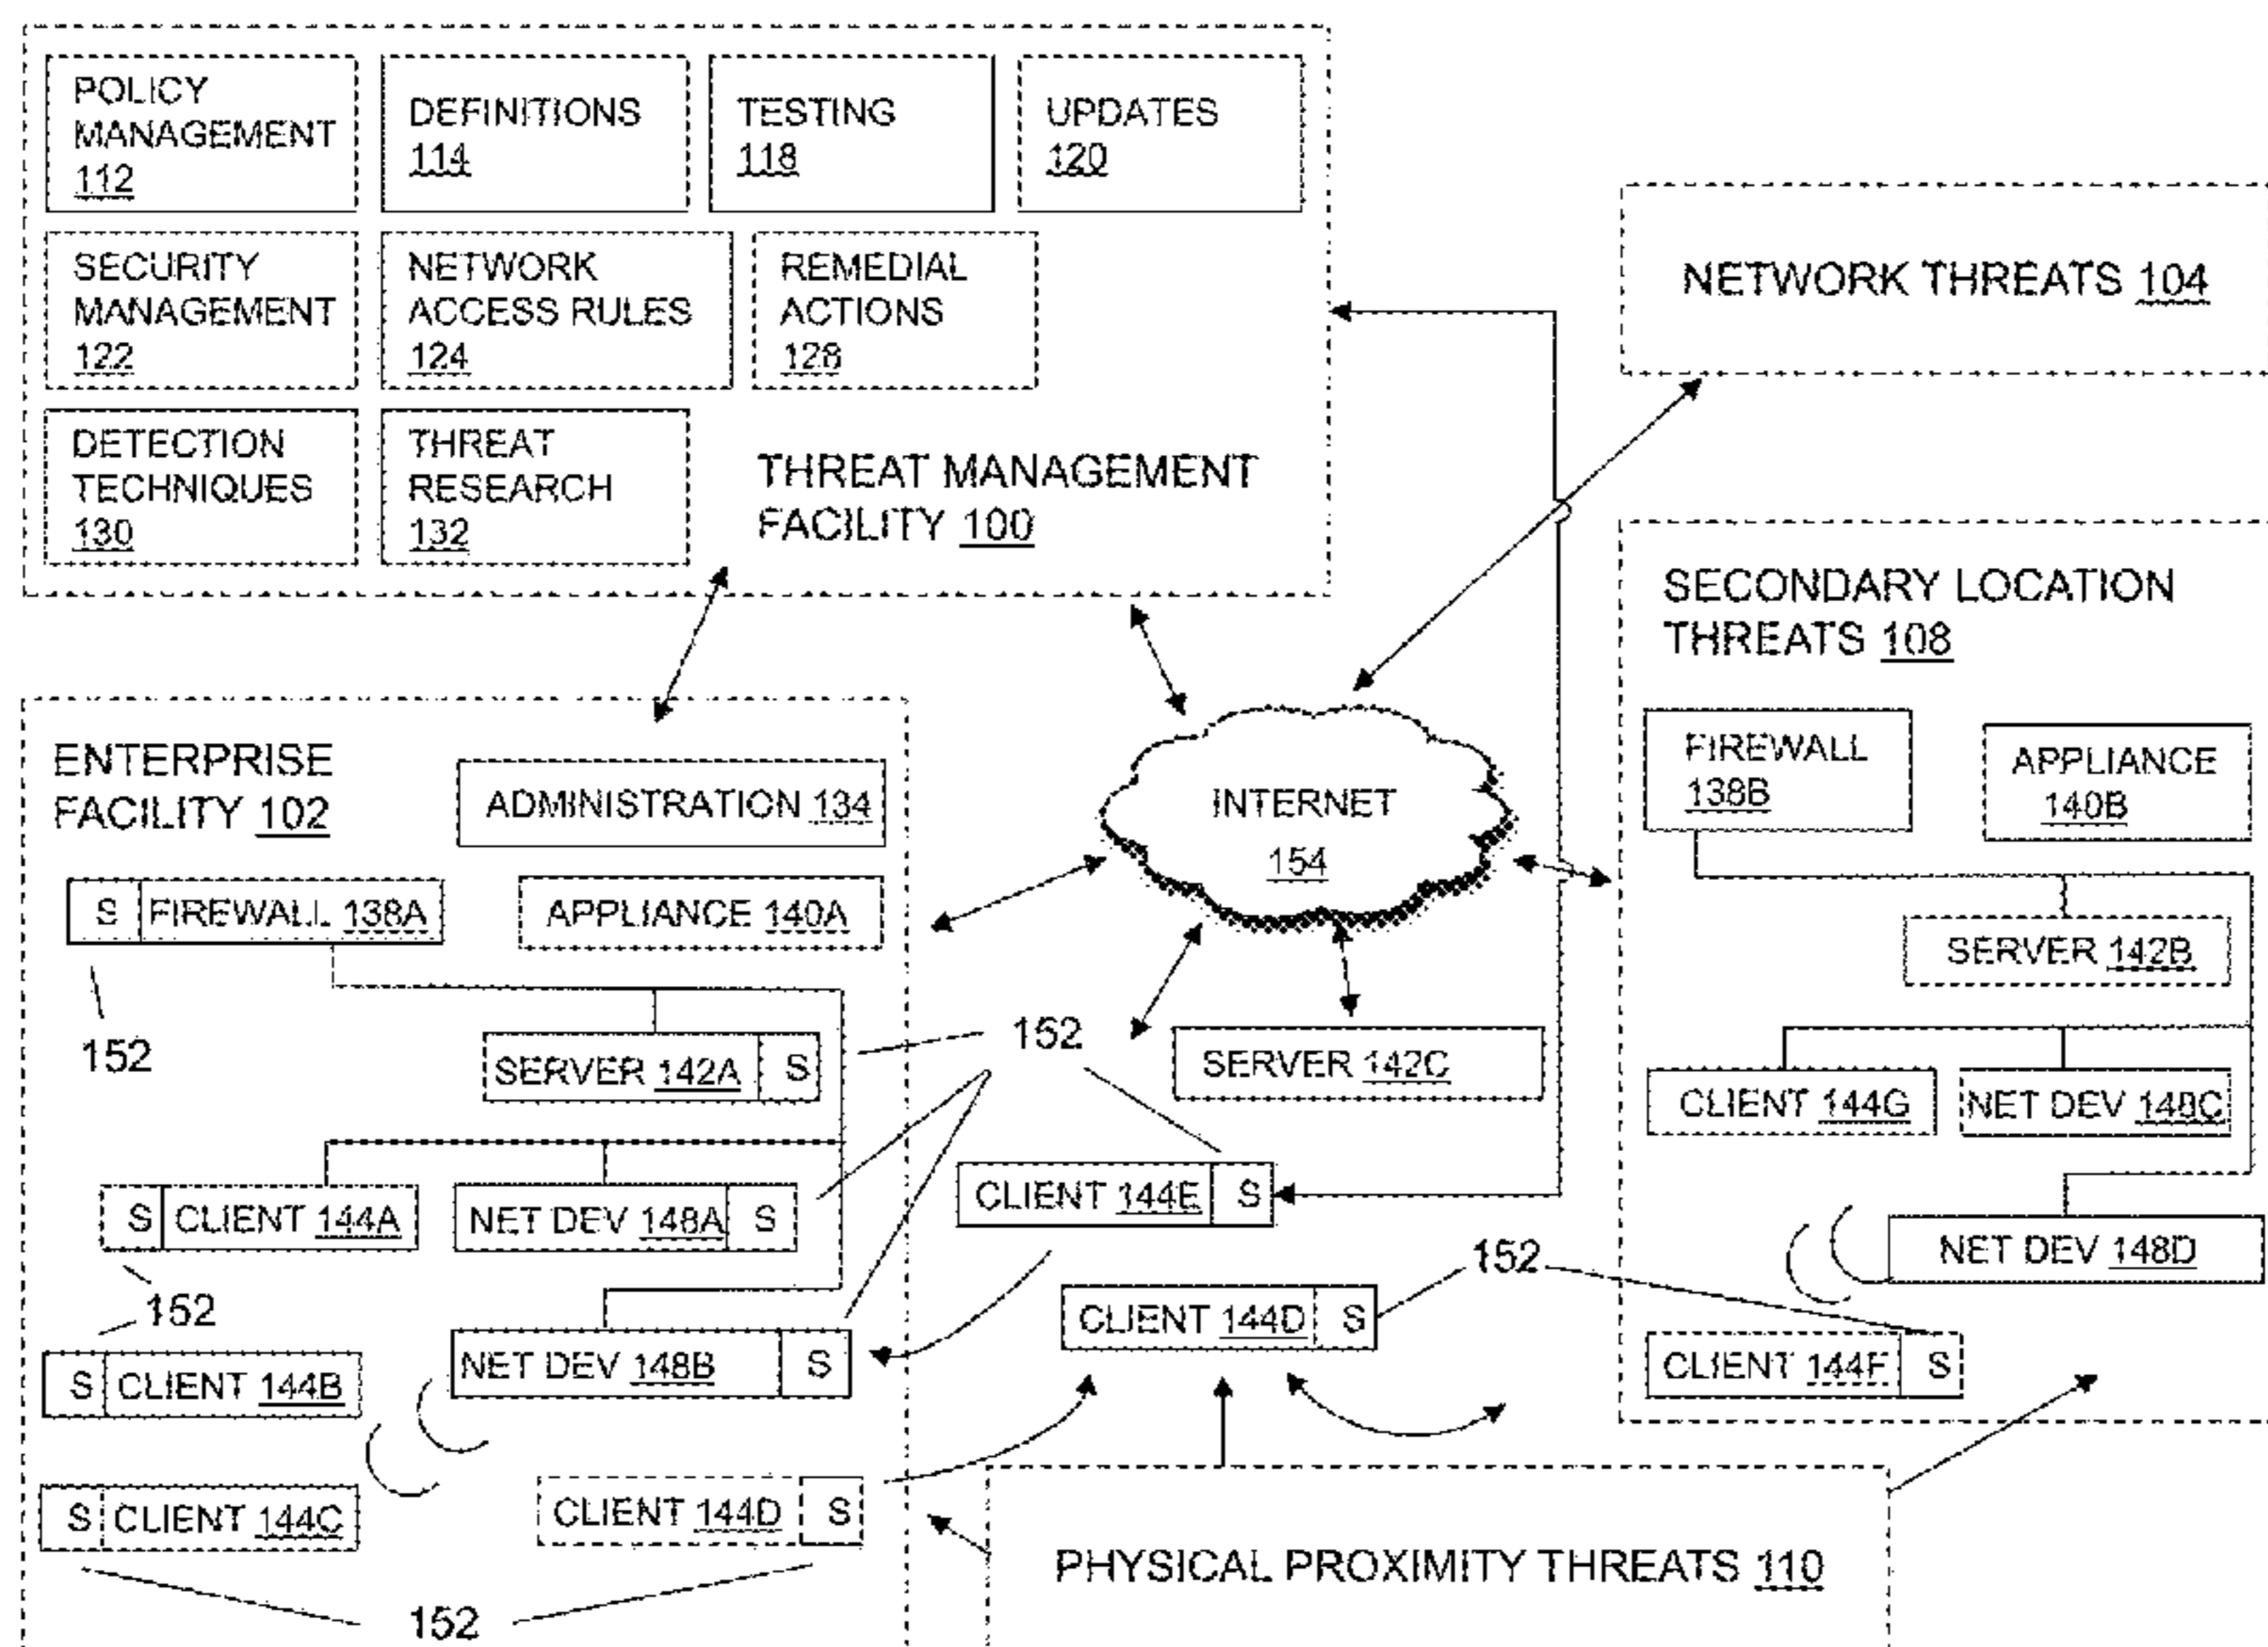 POLICY
MANAGEMENT
112
DEFINITIONS
114
TESTING
118
UPDATES
120
SECURITY
MANAGEMENT
122
NETWORK
ACCESS RULES
124
REMEDIAL
ACTIONS
128
DETECTION
TECHNIQUES
130
THREAT
RESEARCH
132
THREAT MANAGEMENT
FACILITY 100
NETWORK THREATS 104
SECONDARY LOCATION
THREATS 108
FIREWALL
138B
APPLIANCE
140B
SERVER 142B
CLIENT 144G
NET DEV 148C
NET DEV 148D
CLIENT 144F S
ENTERPRISE
FACILITY 102
ADMINISTRATION 134
S FIREWALL 138A
APPLIANCE 140A
152
SERVER 142A S
S CLIENT 144A
NET DEV 148A S
152
S CLIENT 144B
NET DEV 148B S
S CLIENT 144C
CLIENT 144D S
152
INTERNET
154
152
SERVER 142C
CLIENT 144E S
CLIENT 144D S
152
PHYSICAL PROXIMITY THREATS 110